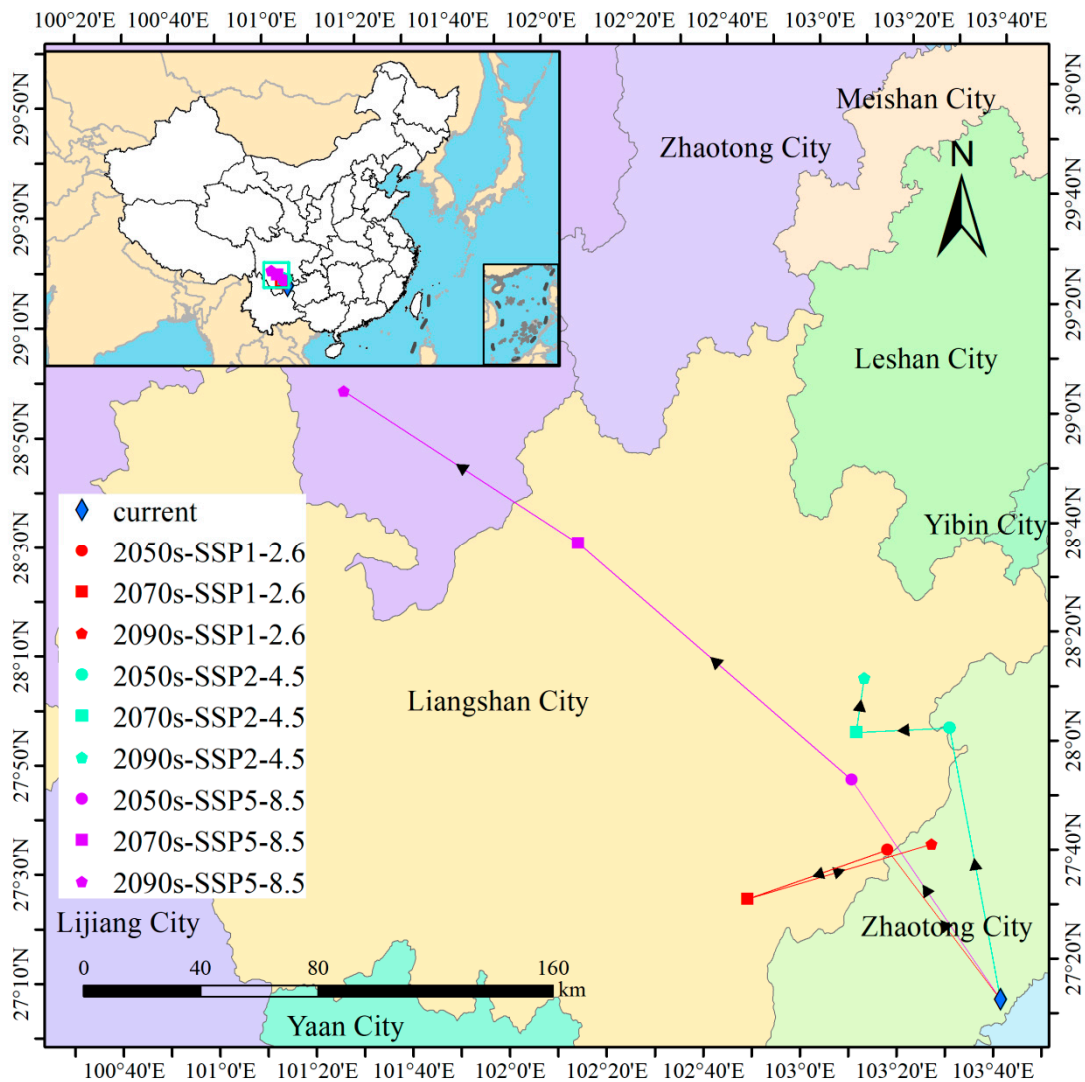 100°20'E 100°40'E 101°0'E 101°20'E 101°40'E 102°0'E 102°20'E 102°40'E 103°0'E 103°20'E 103°40'E
29°50'N
29°30'N
29°10'N
28°50'N
28°30'N
28°10'N
27°50'N
27°30'N
27°10'N
Meishan City
Zhaotong City
N
Leshan City
Yibin City
Liangshan City
Zhaotong City
Lijiang City
Yaan City
current
2050s-SSP1-2.6
2070s-SSP1-2.6
2090s-SSP1-2.6
2050s-SSP2-4.5
2070s-SSP2-4.5
2090s-SSP2-4.5
2050s-SSP5-8.5
2070s-SSP5-8.5
2090s-SSP5-8.5
0 40 80 160
km
30°0'N
29°40'N
29°20'N
29°0'N
28°40'N
28°20'N
28°0'N
27°40'N
27°20'N
100°40'E 101°0'E 101°20'E 101°40'E 102°0'E 102°20'E 102°40'E 103°0'E 103°20'E 103°40'E